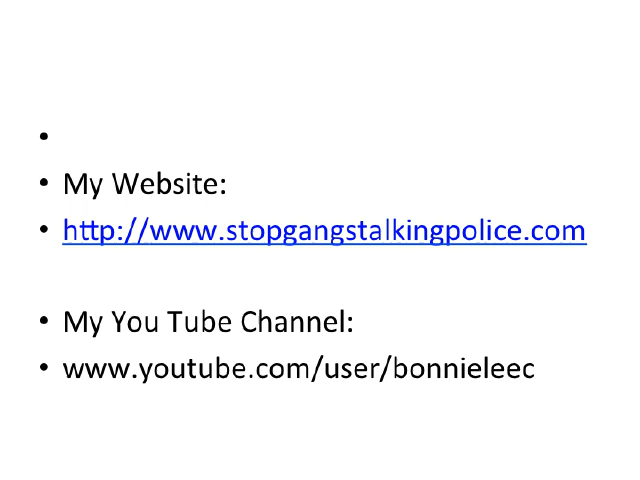 •
• My Website:
• http://www.stopgangstalkingpolice.com
• My You Tube Channel:
• www.youtube.com/user/bonnieleec